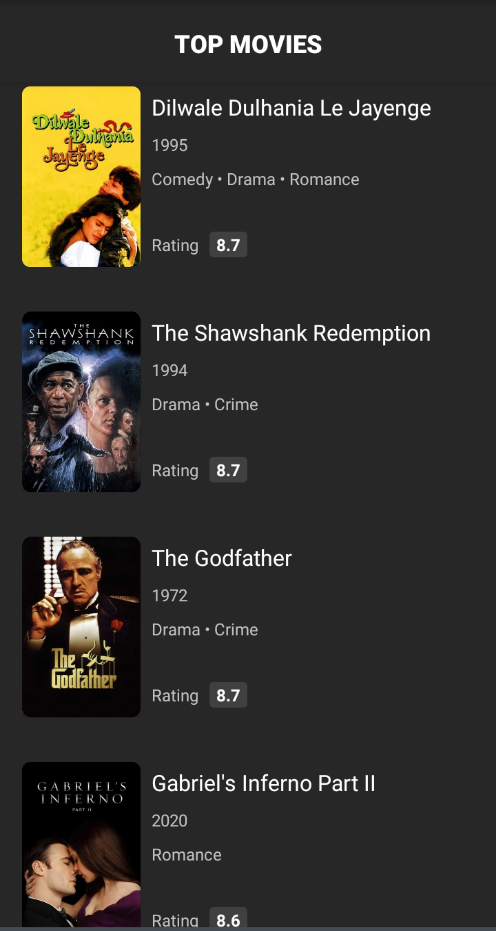 TOP MOVIES
Dilwale
Dulhania
Le
Jayenge
Dilwale Dulhania Le Jayenge
1995
Comedy • Drama • Romance
Rating 8.7
THE
SHAWSHANK
REDEMPTION
The Shawshank Redemption
1994
Drama • Crime
Rating 8.7
The
Godfather
The Godfather
1972
Drama • Crime
Rating 8.7
GABRIEL'S
INFERNO
PART II
Gabriel's Inferno Part II
2020
Romance
Rating 8.6